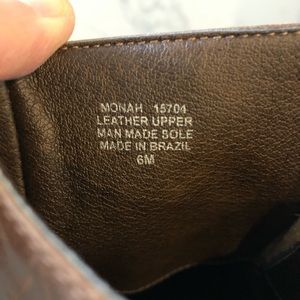 MONAH 15704
LEATHER UPPER
MAN MADE SOLE
MADE IN BRAZIL
6M